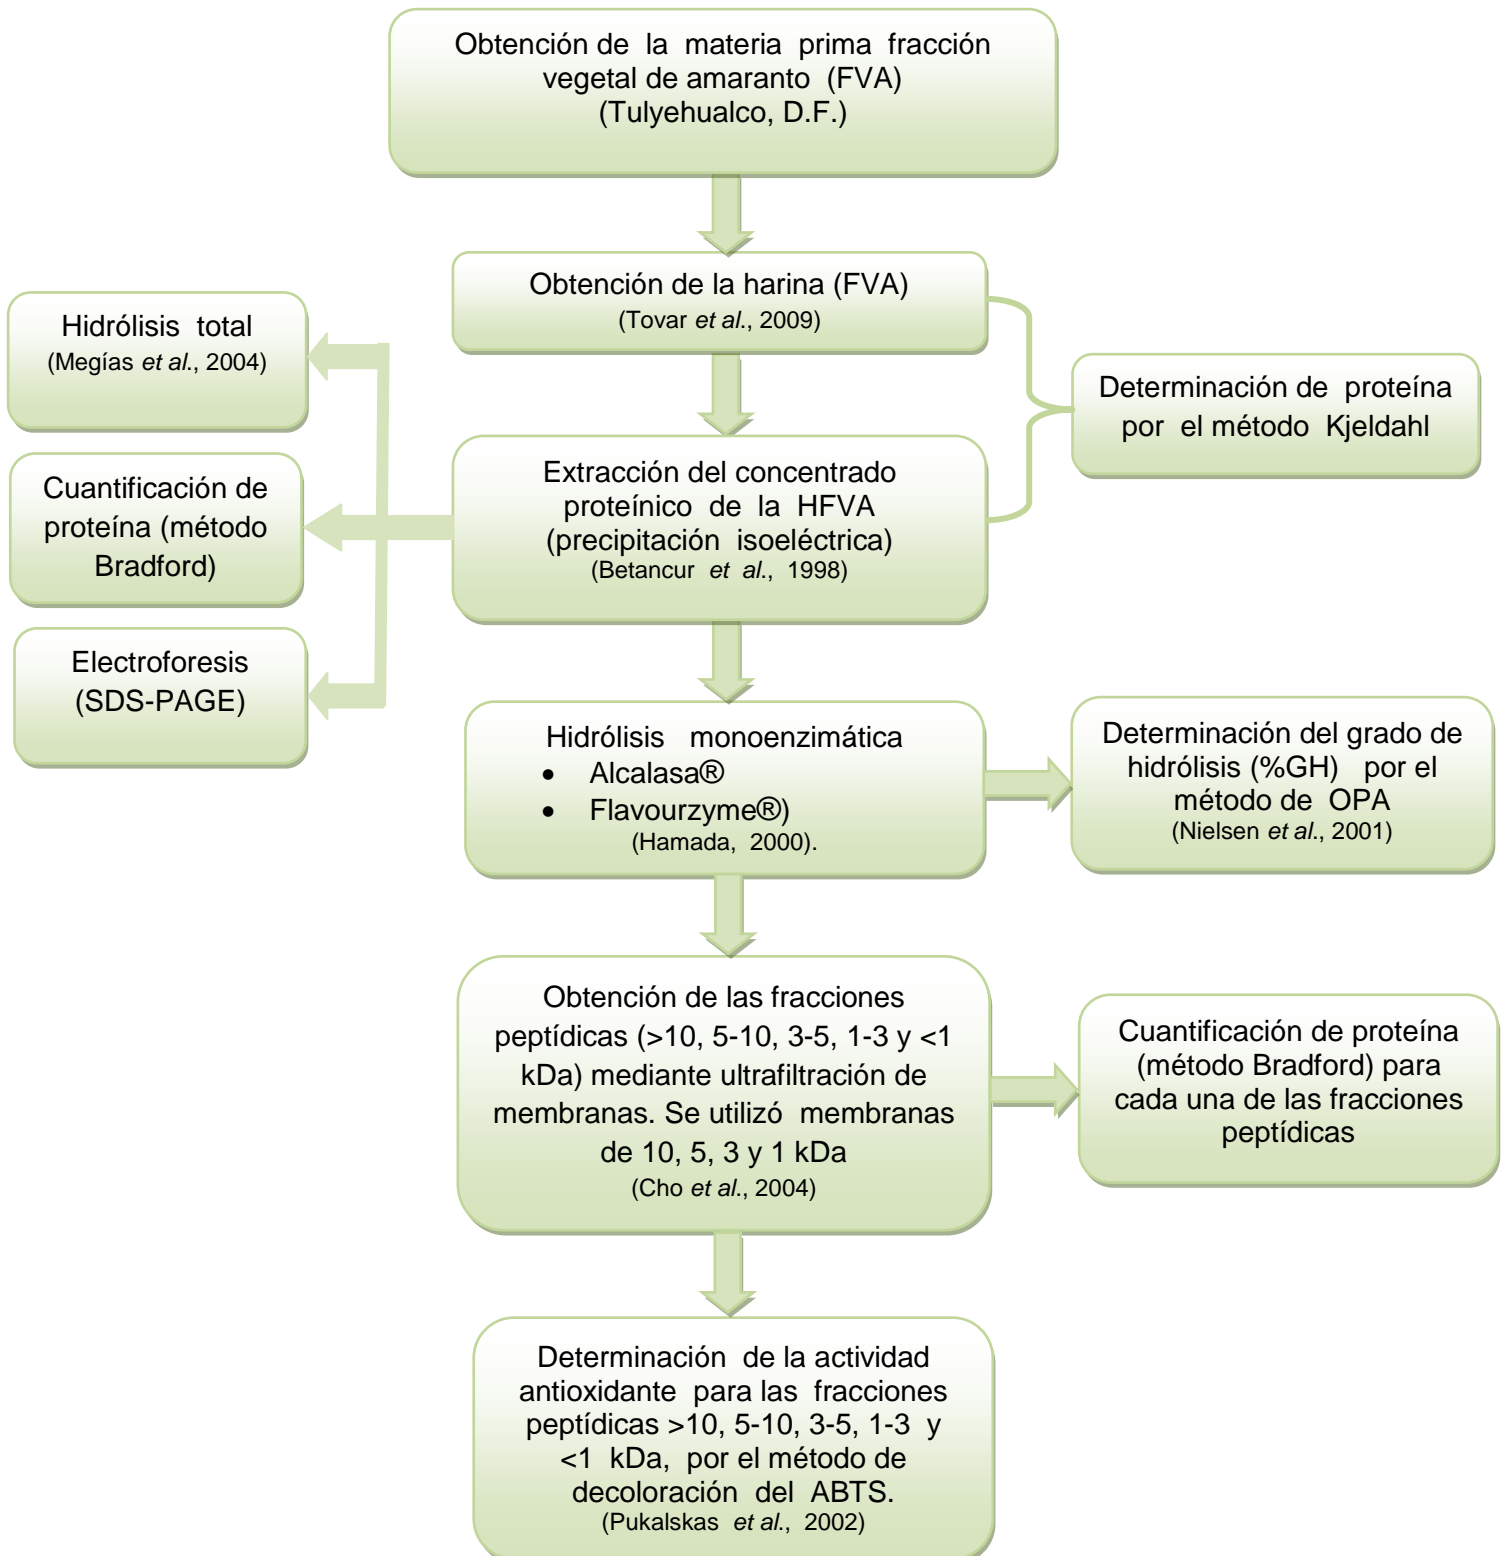 Obtención de la materia prima fracción
vegetal de amaranto (FVA)
(Tulyehualco, D.F.)
Obtención de la harina (FVA)
(Tovar et al., 2009)
Hidrólisis total
(Megías et al., 2004)
Determinación de proteína
por el método Kjeldahl
Extracción del concentrado
proteínico de la HFVA
(precipitación isoeléctrica)
(Betancur et al., 1998)
Cuantificación de
proteína (método
Bradford)
Electroforesis
(SDS-PAGE)
Hidrólisis monoenzimática
• Alcalasa®
• Flavourzyme®)
(Hamada, 2000).
Determinación del grado de
hidrólisis (%GH) por el
método de OPA
(Nielsen et al., 2001)
Obtención de las fracciones
peptídicas (>10, 5-10, 3-5, 1-3 y <1
kDa) mediante ultrafiltración de
membranas. Se utilizó membranas
de 10, 5, 3 y 1 kDa
(Cho et al., 2004)
Cuantificación de proteína
(método Bradford) para
cada una de las fracciones
peptídicas
Determinación de la actividad
antioxidante para las fracciones
peptídicas >10, 5-10, 3-5, 1-3 y
<1 kDa, por el método de
decoloración del ABTS.
(Pukalskas et al., 2002)